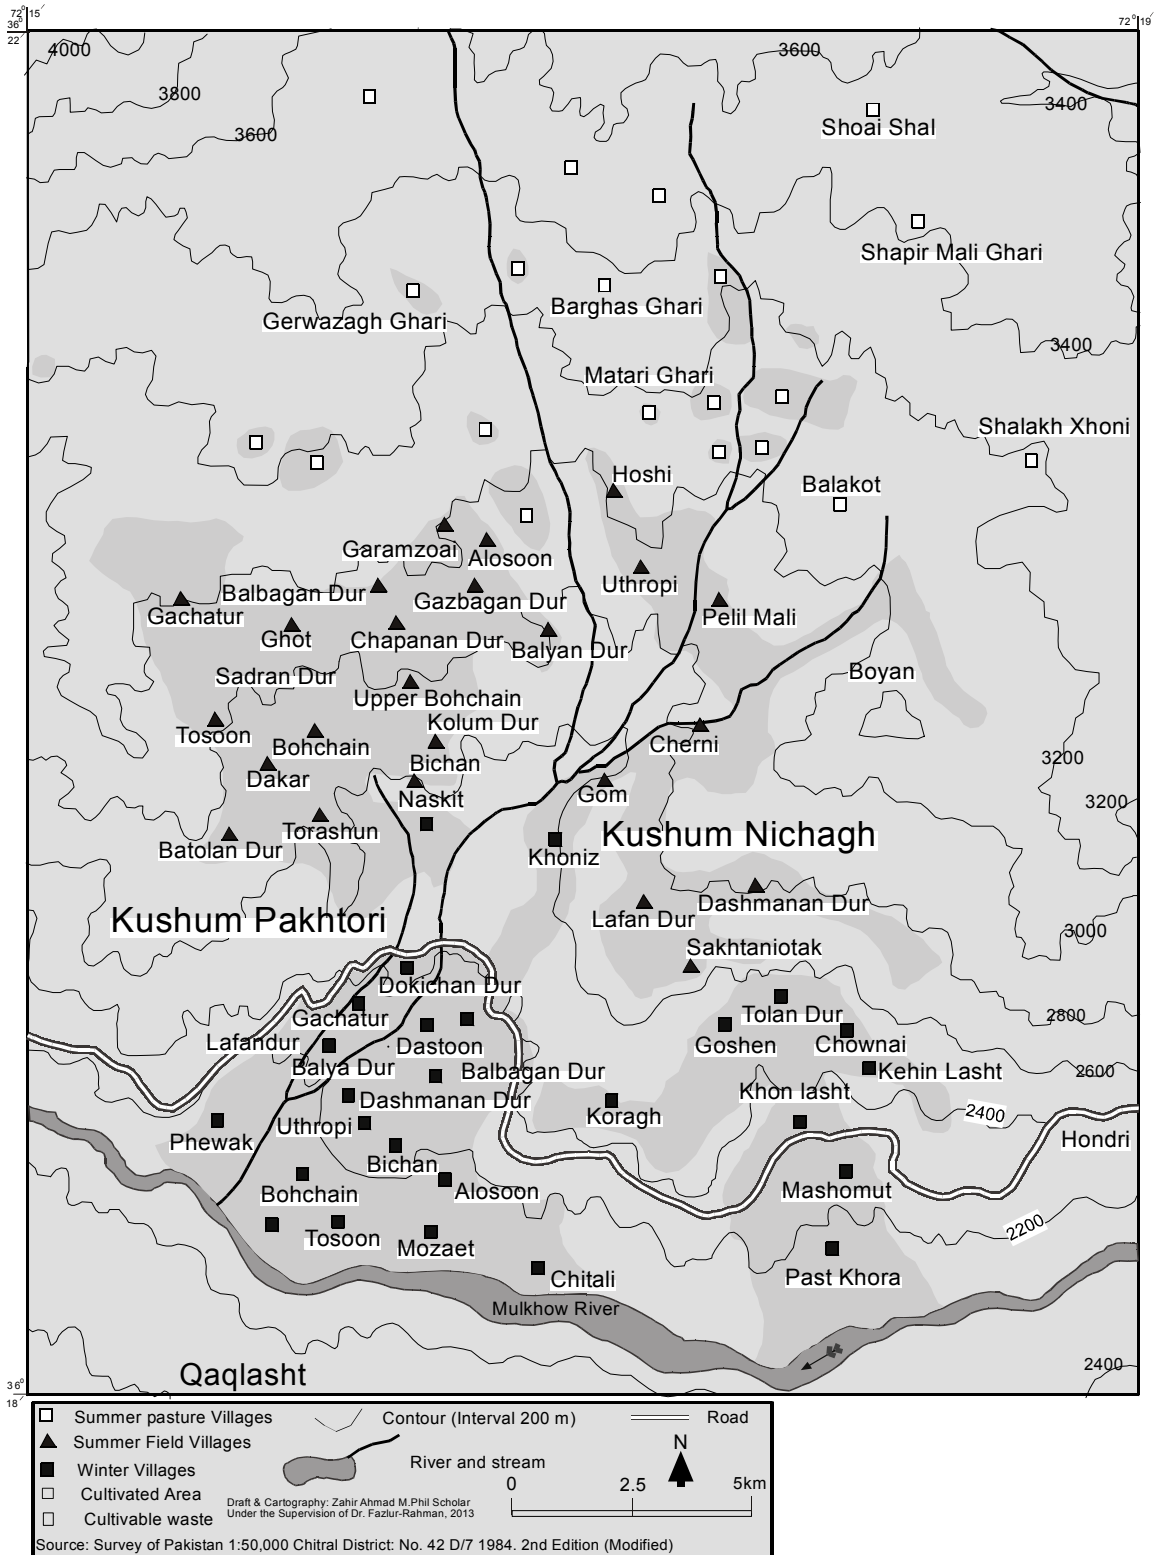 72° 15'
72° 19'
36°
22'
4000
3600
3800
3400
3600
Shoai Shal
Shapir Mali Ghari
Barghas Ghari
Gerwazagh Ghari
3400
Matari Ghari
Shalakh Xhoni
Hoshi
Balakot
Garamzoai
Alosoon
Uthropi
Balbagan Dur
Gazbagan Dur
Gachatur
Pelil Mali
Ghot
Chapanan Dur
Balyan Dur
Sadran Dur
Boyan
Upper Bohchain
Kolum Dur
Tosoon
Bohchain
Cherni
3200
Bichan
Dakar
Naskit
Gom
3200
Torashun
Kushum Nichagh
Batolan Dur
Khoniz
Dashmanan Dur
Kushum Pakhtori
Lafan Dur
3000
Sakhtaniotak
Dokichan Dur
Gachatur
Tolan Dur
2800
Lafandur
Dastoon
Goshen
Chownai
Balya Dur
Balbagan Dur
Kehin Lasht
2600
Dashmanan Dur
Khon lasht
Koragh
2400
Uthropi
Phewak
Hondri
Bichan
Bohchain
Alosoon
Mashomut
2200
Tosoon
Mozaet
Chitali
Past Khora
Mulkhow River
Qaqlasht
2400
36°
18'
Summer pasture Villages
Contour (Interval 200 m)
Road
Summer Field Villages
N
Winter Villages
River and stream
0
2.5
5km
Cultivated Area
Cultivable waste
Draft & Cartography: Zahir Ahmad M.Phil Scholar
Under the Supervision of Dr. Fazlur-Rahman, 2013
Source: Survey of Pakistan 1:50,000 Chitral District: No. 42 D/7 1984. 2nd Edition (Modified)